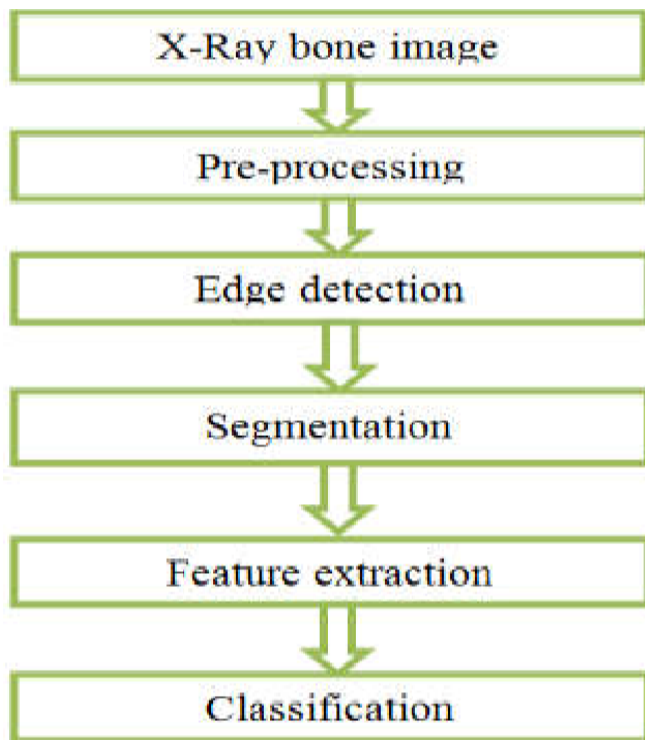 X-Ray bone image
Pre-processing
Edge detection
Segmentation
Feature extraction
Classification